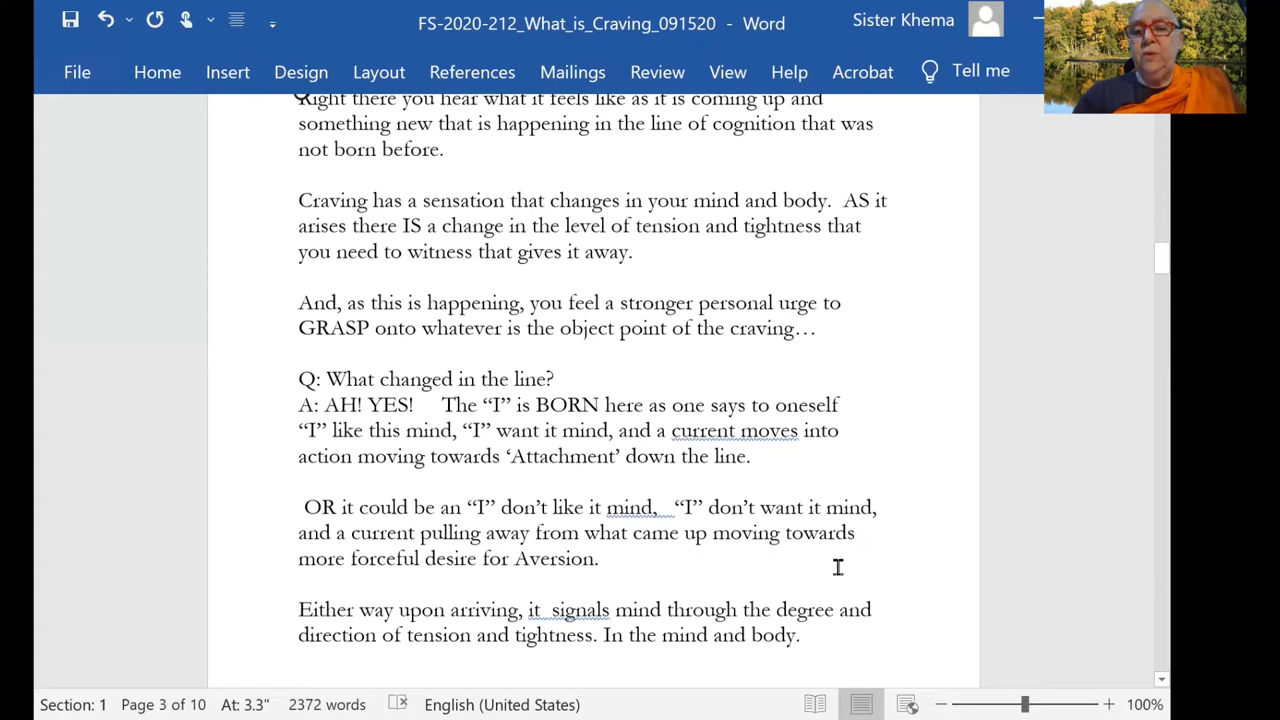 FS-2020-212_What_is_Craving_091520 - Word
Sister Khema
File Home Insert Design Layout References Mailings Review View Help Acrobat Tell me
Right there you hear what it feels like as it is coming up and
something new that is happening in the line of cognition that was
not born before.
Craving has a sensation that changes in your mind and body. AS it
arises there IS a change in the level of tension and tightness that
you need to witness that gives it away.
And, as this is happening, you feel a stronger personal urge to
GRASP onto whatever is the object point of the craving…
Q: What changed in the line?
A: AH! YES! The “I” is BORN here as one says to oneself
“I” like this mind, “I” want it mind, and a current moves into
action moving towards ‘Attachment’ down the line.
OR it could be an “I” don’t like it mind, “I” don’t want it mind,
and a current pulling away from what came up moving towards
more forceful desire for Aversion.
Either way upon arriving, it signals mind through the degree and
direction of tension and tightness. In the mind and body.
Section: 1 Page 3 of 10 At: 3.3" 2372 words English (United States) 100%